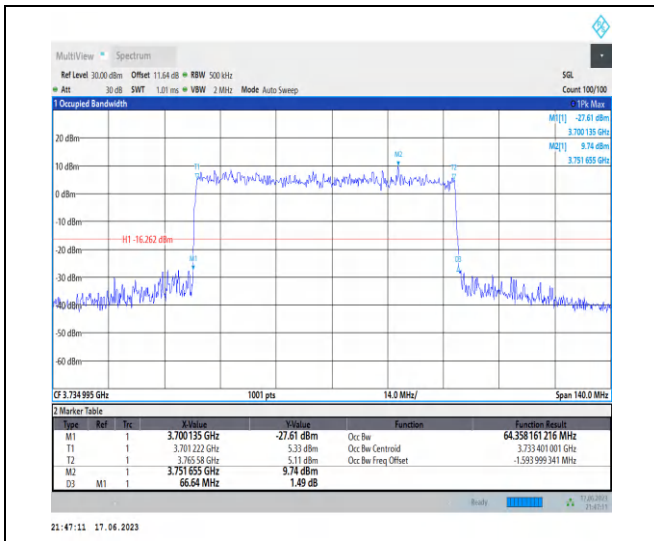 MultiView Spectrum
Ref Level 30.00 dBm Offset 11.64 dB RBW 500 kHz SGL
Att 30 dB SWT 1.01 ms VBW 2 MHz Mode Auto Sweep Count 100/100
1 Occupied Bandwidth 1Pk Max
M1[1] -27.61 dBm
3.700 135 GHz
M2[1] 9.74 dBm
3.751 655 GHz
20 dBm
M2
T1 T2
10 dBm
0 dBm
-10 dBm
H1 -16.262 dBm
-20 dBm
M1 D3
-30 dBm
-40 dBm
-50 dBm
-60 dBm
CF 3.734 995 GHz 1001 pts 14.0 MHz/ Span 140.0 MHz
2 Marker Table
Type Ref Trc X-Value Y-Value Function Function Result
M1 1 3.700 135 GHz -27.61 dBm Occ Bw 64.358 161 216 MHz
T1 1 3.701 222 GHz 5.33 dBm Occ Bw Centroid 3.733 401 001 GHz
T2 1 3.765 58 GHz 5.11 dBm Occ Bw Freq Offset -1.593 999 341 MHz
M2 1 3.751 655 GHz 9.74 dBm
D3 M1 1 66.64 MHz 1.49 dB
Ready 17.06.2023
21:47:11
21:47:11 17.06.2023